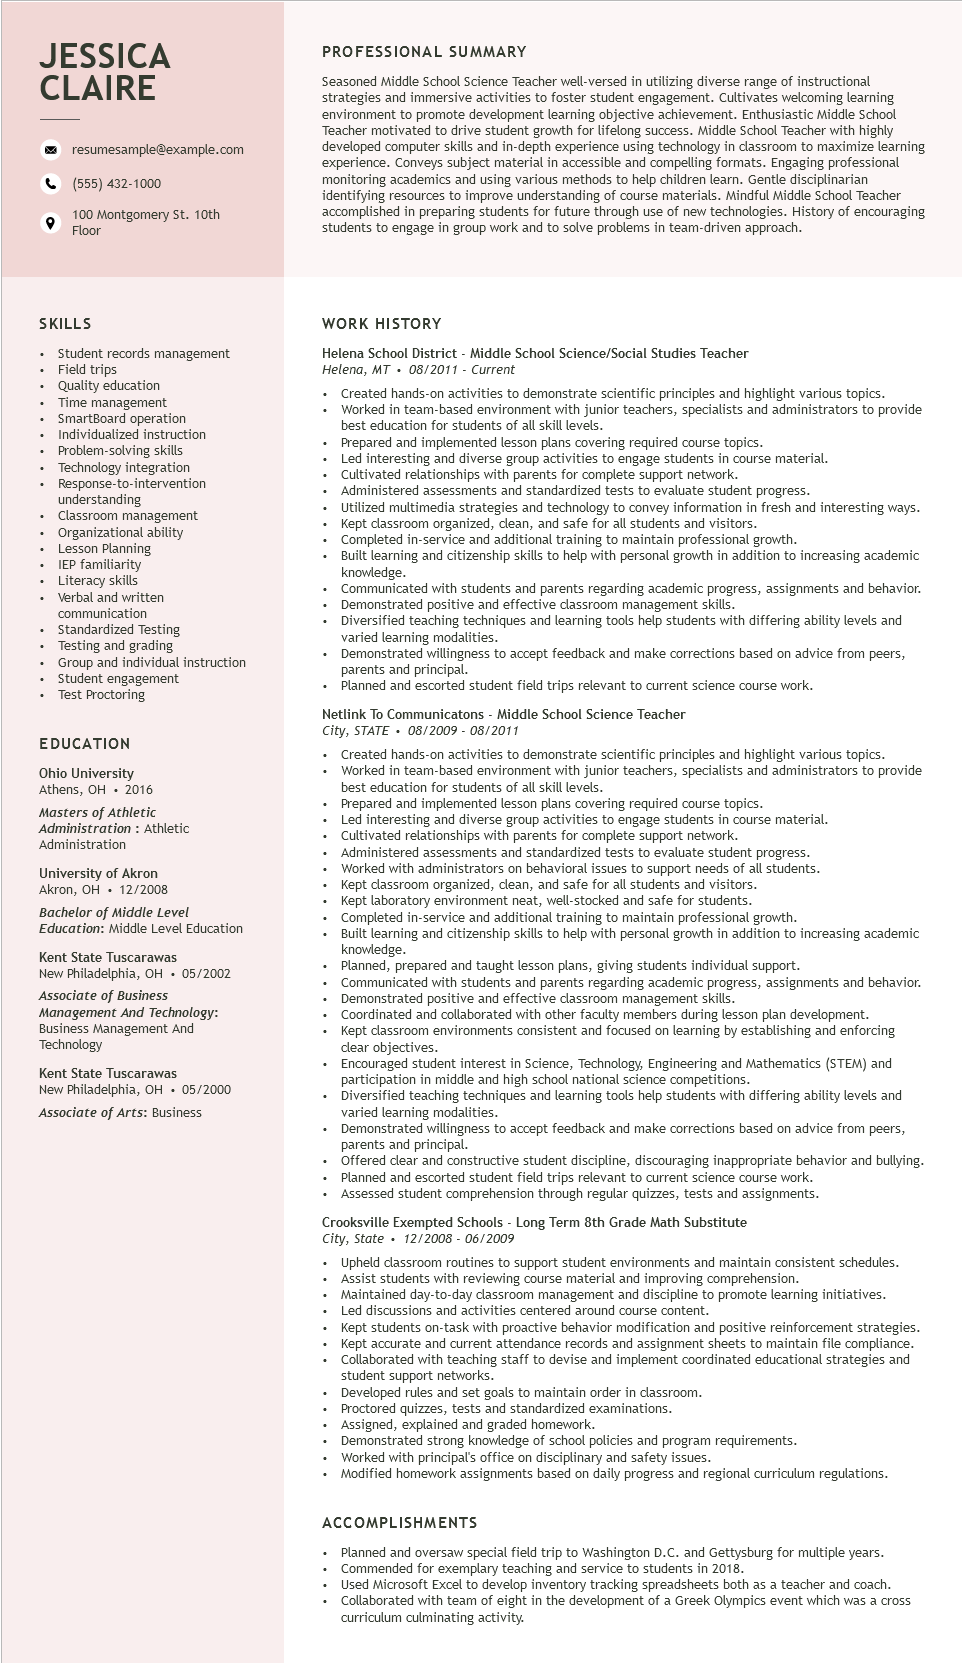 JESSICA
CLAIRE
resumesample@example.com
(555) 432-1000
100 Montgomery St. 10th
Floor
PROFESSIONAL SUMMARY
Seasoned Middle School Science Teacher well-versed in utilizing diverse range of instructional
strategies and immersive activities to foster student engagement. Cultivates welcoming learning
environment to promote development learning objective achievement. Enthusiastic Middle School
Teacher motivated to drive student growth for lifelong success. Middle School Teacher with highly
developed computer skills and in-depth experience using technology in classroom to maximize learning
experience. Conveys subject material in accessible and compelling formats. Engaging professional
monitoring academics and using various methods to help children learn. Gentle disciplinarian
identifying resources to improve understanding of course materials. Mindful Middle School Teacher
accomplished in preparing students for future through use of new technologies. History of encouraging
students to engage in group work and to solve problems in team-driven approach.
SKILLS
• Student records management
• Field trips
• Quality education
• Time management
• SmartBoard operation
• Individualized instruction
• Problem-solving skills
• Technology integration
• Response-to-intervention
understanding
• Classroom management
• Organizational ability
• Lesson Planning
• IEP familiarity
• Literacy skills
• Verbal and written
communication
• Standardized Testing
• Testing and grading
• Group and individual instruction
• Student engagement
• Test Proctoring
EDUCATION
Ohio University
Athens, OH • 2016
Masters of Athletic
Administration : Athletic
Administration
University of Akron
Akron, OH • 12/2008
Bachelor of Middle Level
Education: Middle Level Education
Kent State Tuscarawas
New Philadelphia, OH • 05/2002
Associate of Business
Management And Technology:
Business Management And
Technology
Kent State Tuscarawas
New Philadelphia, OH • 05/2000
Associate of Arts: Business
WORK HISTORY
Helena School District - Middle School Science/Social Studies Teacher
Helena, MT • 08/2011 - Current
• Created hands-on activities to demonstrate scientific principles and highlight various topics.
• Worked in team-based environment with junior teachers, specialists and administrators to provide
best education for students of all skill levels.
• Prepared and implemented lesson plans covering required course topics.
• Led interesting and diverse group activities to engage students in course material.
• Cultivated relationships with parents for complete support network.
• Administered assessments and standardized tests to evaluate student progress.
• Utilized multimedia strategies and technology to convey information in fresh and interesting ways.
• Kept classroom organized, clean, and safe for all students and visitors.
• Completed in-service and additional training to maintain professional growth.
• Built learning and citizenship skills to help with personal growth in addition to increasing academic
knowledge.
• Communicated with students and parents regarding academic progress, assignments and behavior.
• Demonstrated positive and effective classroom management skills.
• Diversified teaching techniques and learning tools help students with differing ability levels and
varied learning modalities.
• Demonstrated willingness to accept feedback and make corrections based on advice from peers,
parents and principal.
• Planned and escorted student field trips relevant to current science course work.
Netlink To Communicatons - Middle School Science Teacher
City, STATE • 08/2009 - 08/2011
• Created hands-on activities to demonstrate scientific principles and highlight various topics.
• Worked in team-based environment with junior teachers, specialists and administrators to provide
best education for students of all skill levels.
• Prepared and implemented lesson plans covering required course topics.
• Led interesting and diverse group activities to engage students in course material.
• Cultivated relationships with parents for complete support network.
• Administered assessments and standardized tests to evaluate student progress.
• Worked with administrators on behavioral issues to support needs of all students.
• Kept classroom organized, clean, and safe for all students and visitors.
• Kept laboratory environment neat, well-stocked and safe for students.
• Completed in-service and additional training to maintain professional growth.
• Built learning and citizenship skills to help with personal growth in addition to increasing academic
knowledge.
• Planned, prepared and taught lesson plans, giving students individual support.
• Communicated with students and parents regarding academic progress, assignments and behavior.
• Demonstrated positive and effective classroom management skills.
• Coordinated and collaborated with other faculty members during lesson plan development.
• Kept classroom environments consistent and focused on learning by establishing and enforcing
clear objectives.
• Encouraged student interest in Science, Technology, Engineering and Mathematics (STEM) and
participation in middle and high school national science competitions.
• Diversified teaching techniques and learning tools help students with differing ability levels and
varied learning modalities.
• Demonstrated willingness to accept feedback and make corrections based on advice from peers,
parents and principal.
• Offered clear and constructive student discipline, discouraging inappropriate behavior and bullying.
• Planned and escorted student field trips relevant to current science course work.
• Assessed student comprehension through regular quizzes, tests and assignments.
Crooksville Exempted Schools - Long Term 8th Grade Math Substitute
City, State • 12/2008 - 06/2009
• Upheld classroom routines to support student environments and maintain consistent schedules.
• Assist students with reviewing course material and improving comprehension.
• Maintained day-to-day classroom management and discipline to promote learning initiatives.
• Led discussions and activities centered around course content.
• Kept students on-task with proactive behavior modification and positive reinforcement strategies.
• Kept accurate and current attendance records and assignment sheets to maintain file compliance.
• Collaborated with teaching staff to devise and implement coordinated educational strategies and
student support networks.
• Developed rules and set goals to maintain order in classroom.
• Proctored quizzes, tests and standardized examinations.
• Assigned, explained and graded homework.
• Demonstrated strong knowledge of school policies and program requirements.
• Worked with principal's office on disciplinary and safety issues.
• Modified homework assignments based on daily progress and regional curriculum regulations.
ACCOMPLISHMENTS
• Planned and oversaw special field trip to Washington D.C. and Gettysburg for multiple years.
• Commended for exemplary teaching and service to students in 2018.
• Used Microsoft Excel to develop inventory tracking spreadsheets both as a teacher and coach.
• Collaborated with team of eight in the development of a Greek Olympics event which was a cross
curriculum culminating activity.